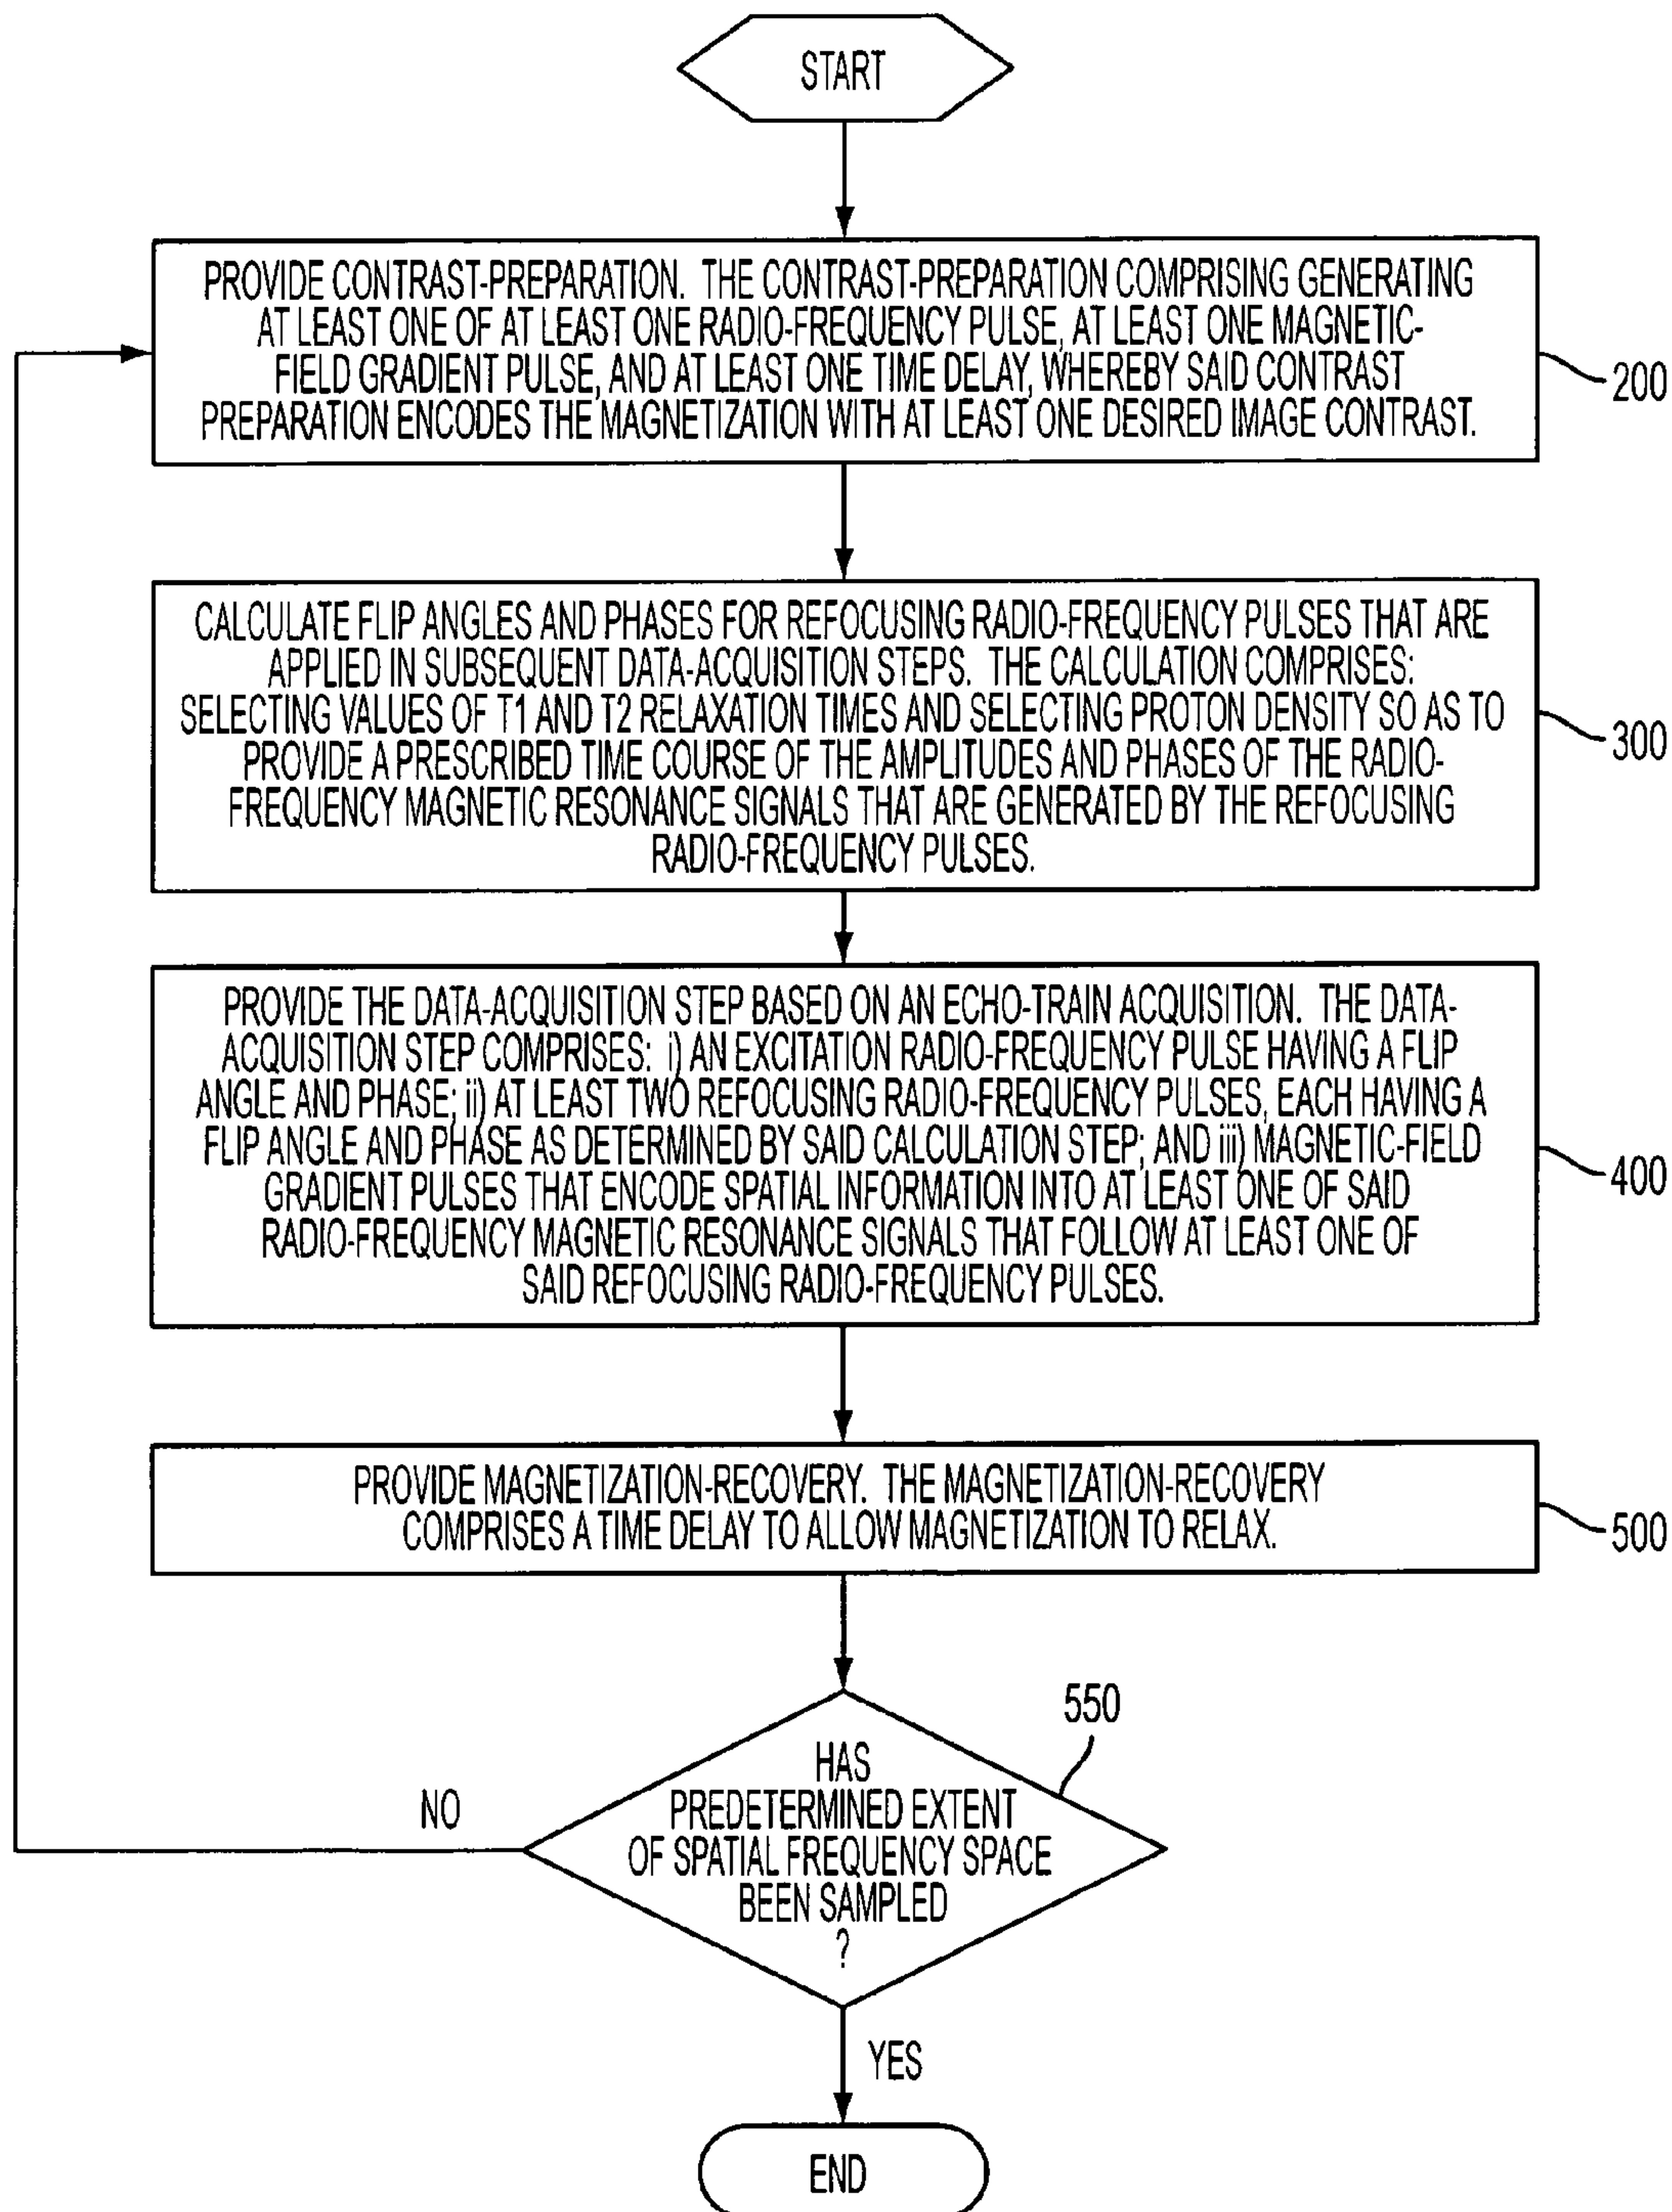 START
PROVIDE CONTRAST-PREPARATION. THE CONTRAST-PREPARATION COMPRISING GENERATING
AT LEAST ONE OF AT LEAST ONE RADIO-FREQUENCY PULSE, AT LEAST ONE MAGNETIC-
FIELD GRADIENT PULSE, AND AT LEAST ONE TIME DELAY, WHEREBY SAID CONTRAST
PREPARATION ENCODES THE MAGNETIZATION WITH AT LEAST ONE DESIRED IMAGE CONTRAST.
200
CALCULATE FLIP ANGLES AND PHASES FOR REFOCUSING RADIO-FREQUENCY PULSES THAT ARE
APPLIED IN SUBSEQUENT DATA-ACQUISITION STEPS. THE CALCULATION COMPRISES:
SELECTING VALUES OF T1 AND T2 RELAXATION TIMES AND SELECTING PROTON DENSITY SO AS TO
PROVIDE A PRESCRIBED TIME COURSE OF THE AMPLITUDES AND PHASES OF THE RADIO-
FREQUENCY MAGNETIC RESONANCE SIGNALS THAT ARE GENERATED BY THE REFOCUSING
RADIO-FREQUENCY PULSES.
300
PROVIDE THE DATA-ACQUISITION STEP BASED ON AN ECHO-TRAIN ACQUISITION. THE DATA-
ACQUISITION STEP COMPRISES: i) AN EXCITATION RADIO-FREQUENCY PULSE HAVING A FLIP
ANGLE AND PHASE; ii) AT LEAST TWO REFOCUSING RADIO-FREQUENCY PULSES, EACH HAVING A
FLIP ANGLE AND PHASE AS DETERMINED BY SAID CALCULATION STEP; AND iii) MAGNETIC-FIELD
GRADIENT PULSES THAT ENCODE SPATIAL INFORMATION INTO AT LEAST ONE OF SAID
RADIO-FREQUENCY MAGNETIC RESONANCE SIGNALS THAT FOLLOW AT LEAST ONE OF
SAID REFOCUSING RADIO-FREQUENCY PULSES.
400
PROVIDE MAGNETIZATION-RECOVERY. THE MAGNETIZATION-RECOVERY
COMPRISES A TIME DELAY TO ALLOW MAGNETIZATION TO RELAX.
500
550
HAS
PREDETERMINED EXTENT
OF SPATIAL FREQUENCY SPACE
BEEN SAMPLED
?
NO
YES
END